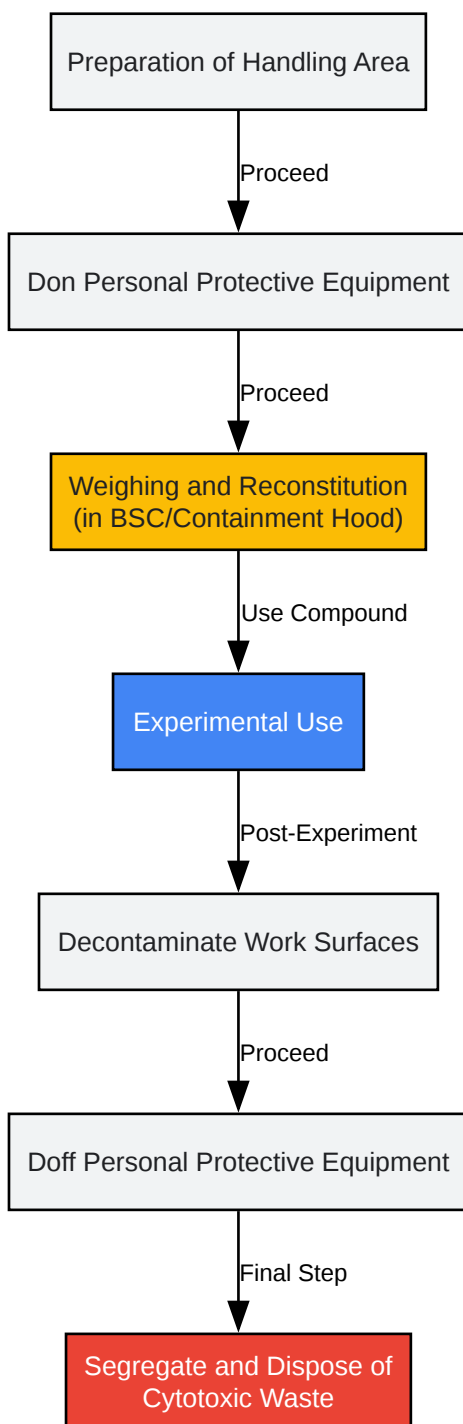 Preparation of Handling Area
Proceed
Don Personal Protective Equipment
Proceed
Weighing and Reconstitution
(in BSC/Containment Hood)
Use Compound
Experimental Use
Post-Experiment
Decontaminate Work Surfaces
Proceed
Doff Personal Protective Equipment
Final Step
Segregate and Dispose of
Cytotoxic Waste